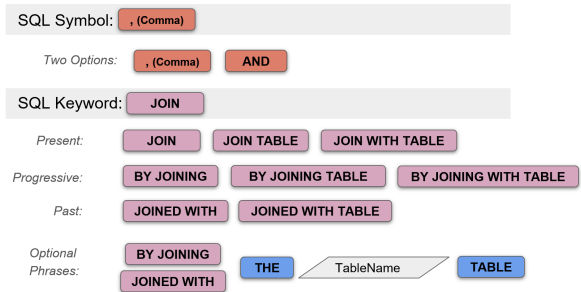 SQL Symbol: , (Comma)
Two Options: , (Comma) AND
SQL Keyword: JOIN
Present: JOIN JOIN TABLE JOIN WITH TABLE
Progressive: BY JOINING BY JOINING TABLE BY JOINING WITH TABLE
Past: JOINED WITH JOINED WITH TABLE
Optional
Phrases:
BY JOINING
JOINED WITH
THE TableName TABLE